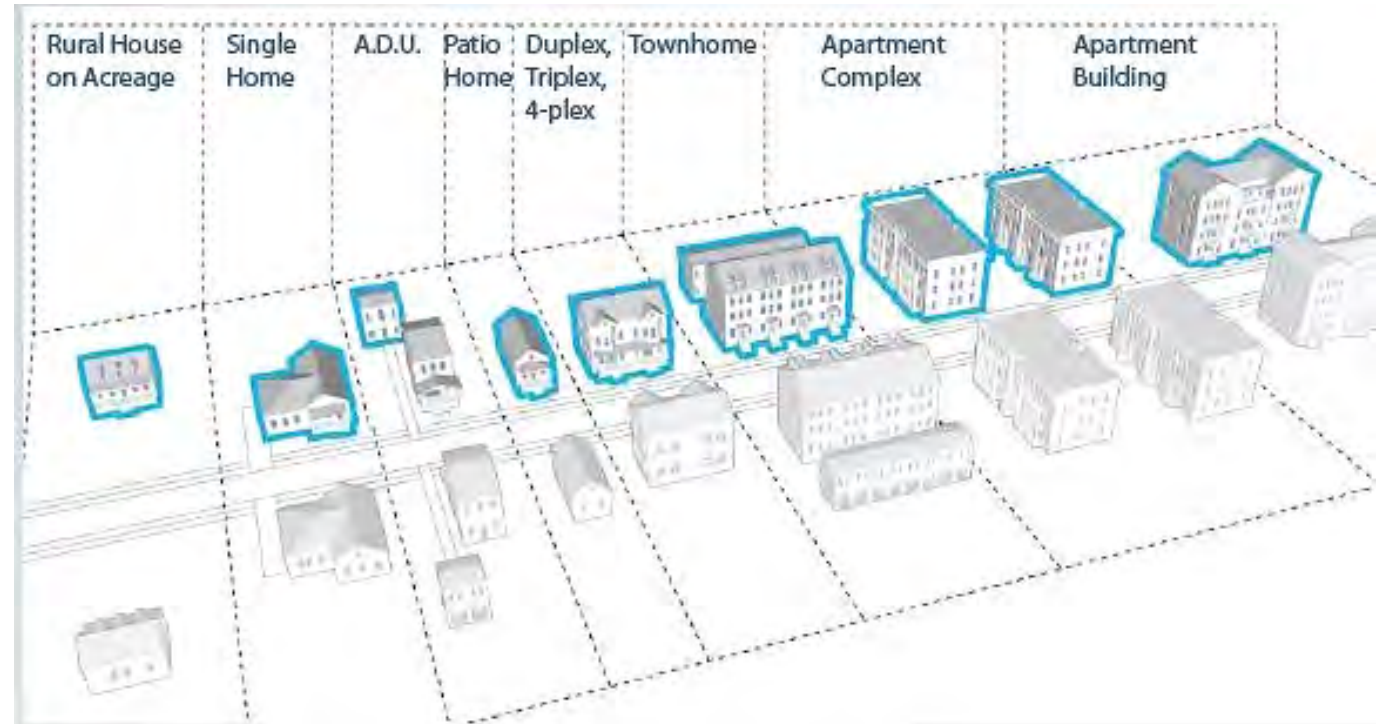 Rural House
on Acreage
Single
Home
A.D.U.
Patio
Home
Duplex,
Triplex,
4-plex
Townhome
Apartment
Complex
Apartment
Building